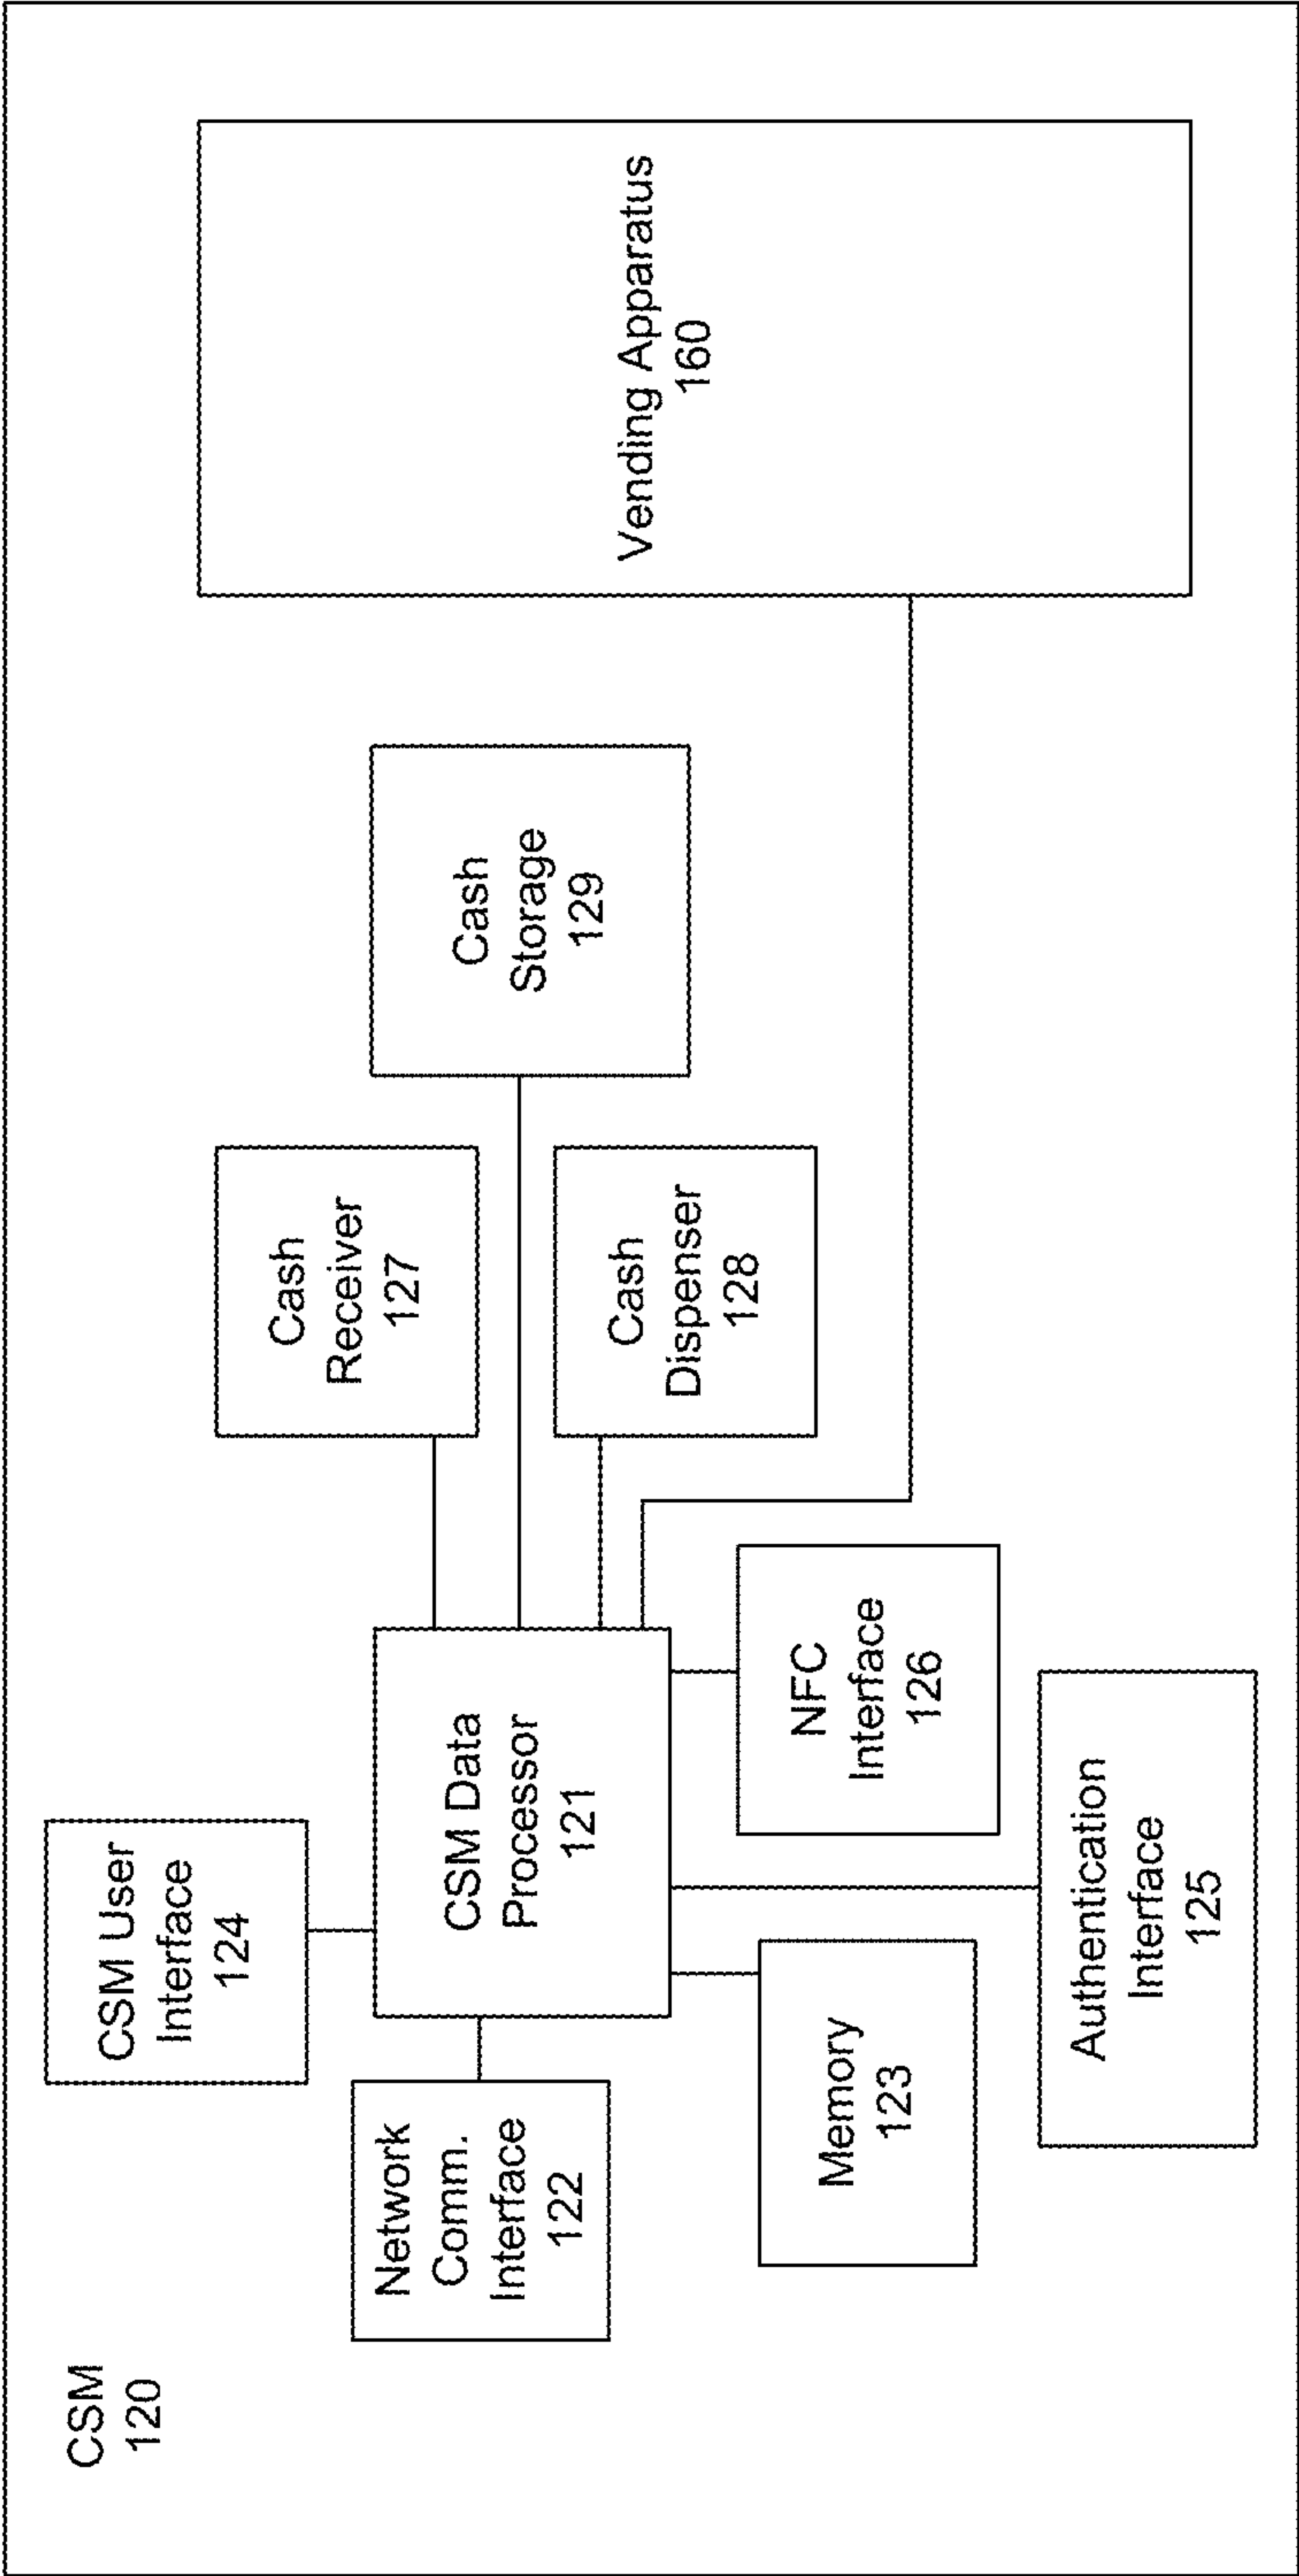 CSM
120
CSM User
Interface
124
Network
Comm.
Interface
122
CSM Data
Processor
121
Memory
123
Authentication
Interface
125
NFC
Interface
126
Cash
Receiver
127
Cash
Dispenser
128
Cash
Storage
129
Vending Apparatus
160